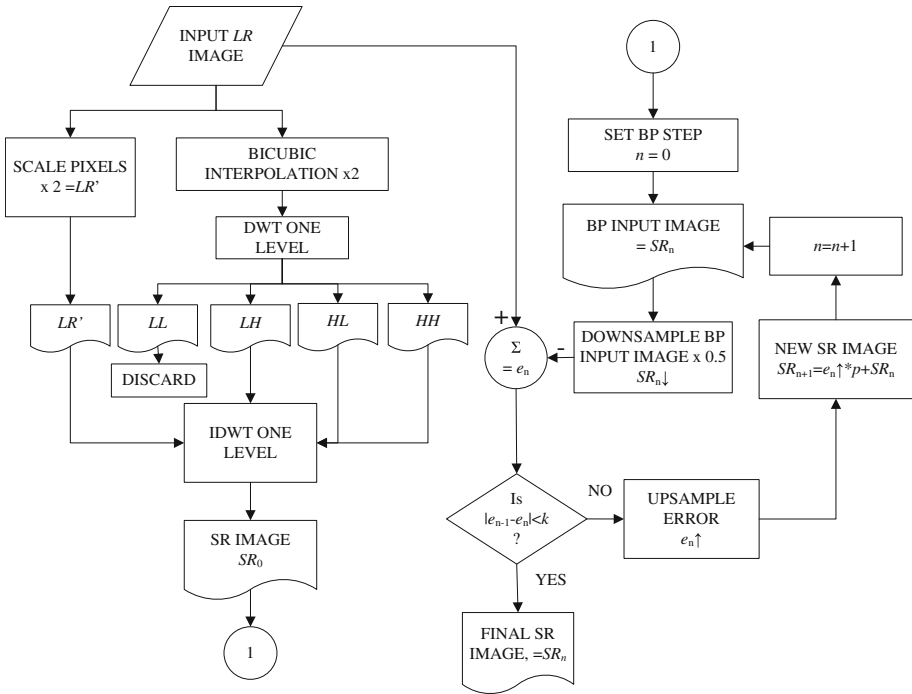 INPUT LR
IMAGE
SCALE PIXELS
x 2 =LR’
BICUBIC
INTERPOLATION x2
DWT ONE
LEVEL
LR’
LL
LH
HL
HH
DISCARD
IDWT ONE
LEVEL
SR IMAGE
SR₀
1
1
SET BP STEP
n = 0
BP INPUT IMAGE
= SRₙ
n=n+1
DOWNSAMPLE BP
INPUT IMAGE x 0.5
SRₙ↓
+
-
Σ
= eₙ
NEW SR IMAGE
SRₙ₊₁=eₙ↑*p+SRₙ
Is
|eₙ₋₁-eₙ|<k
?
NO
UPSAMPLE
ERROR
eₙ↑
YES
FINAL SR
IMAGE, =SRₙ